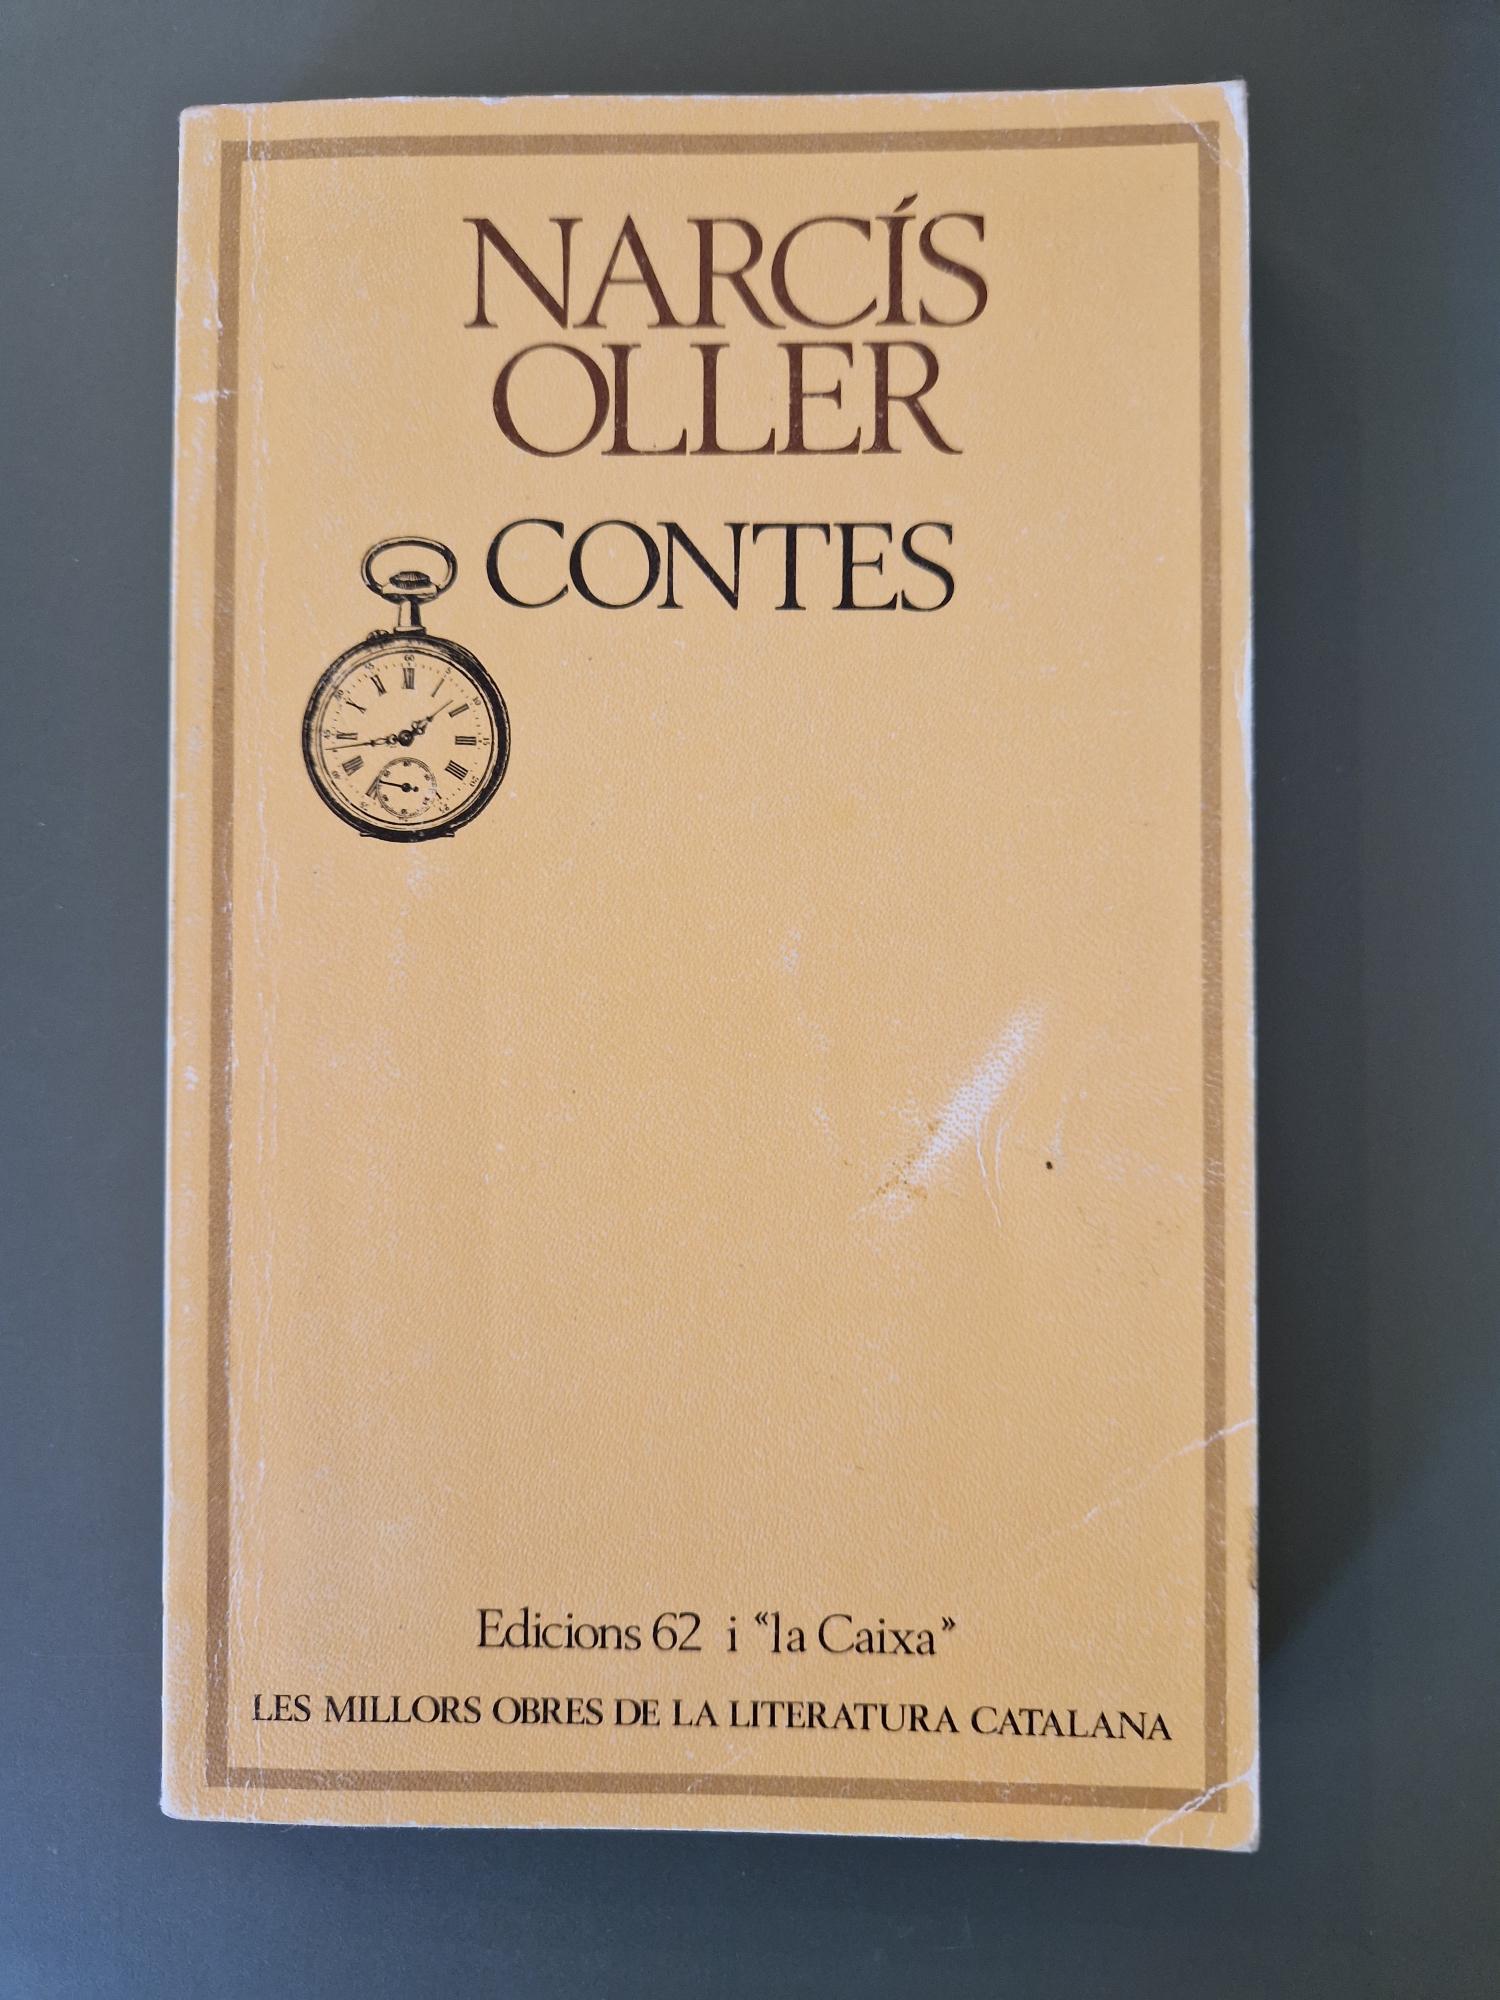 NARCÍS
OLLER
CONTES
Edicions 62 i “la Caixa”
LES MILLORS OBRES DE LA LITERATURA CATALANA